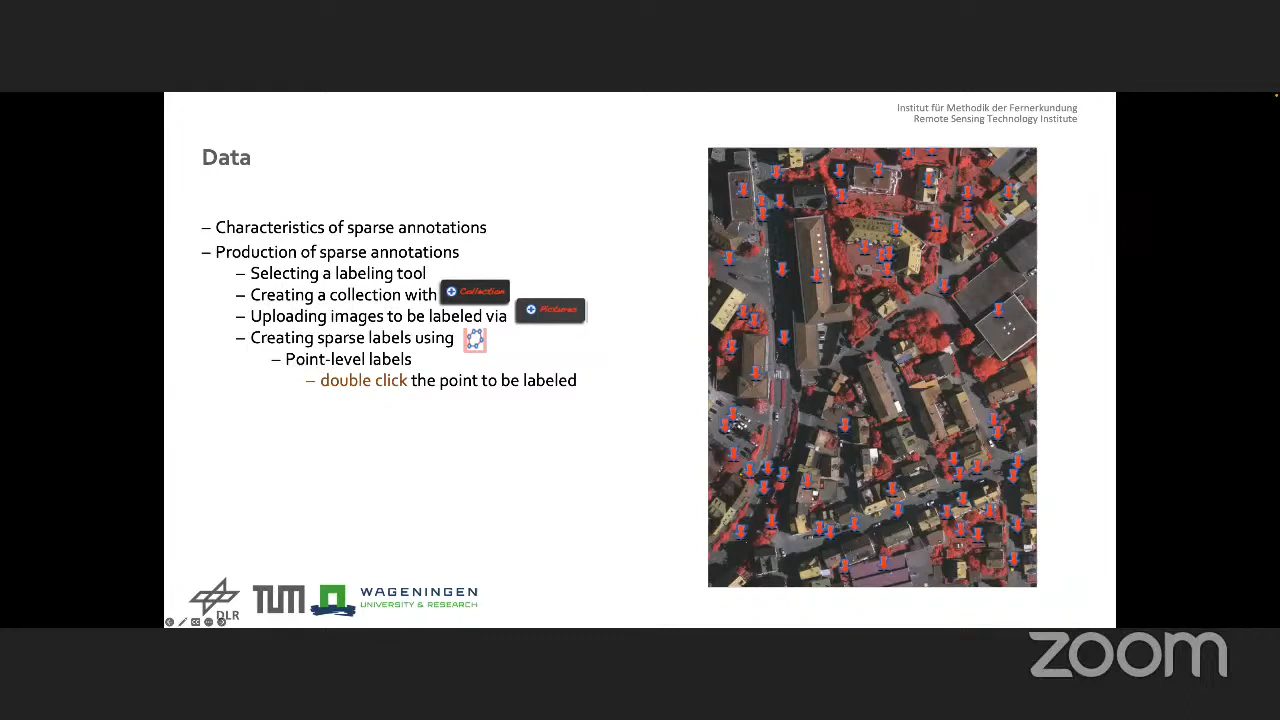 Institut für Methodik der Fernerkundung
Remote Sensing Technology Institute
Data
– Characteristics of sparse annotations
– Production of sparse annotations
– Selecting a labeling tool
– Creating a collection with Collection
– Uploading images to be labeled via Pictures
– Creating sparse labels using
– Point-level labels
– double click the point to be labeled
DLR
TUM
WAGENINGEN
UNIVERSITY & RESEARCH
zoom